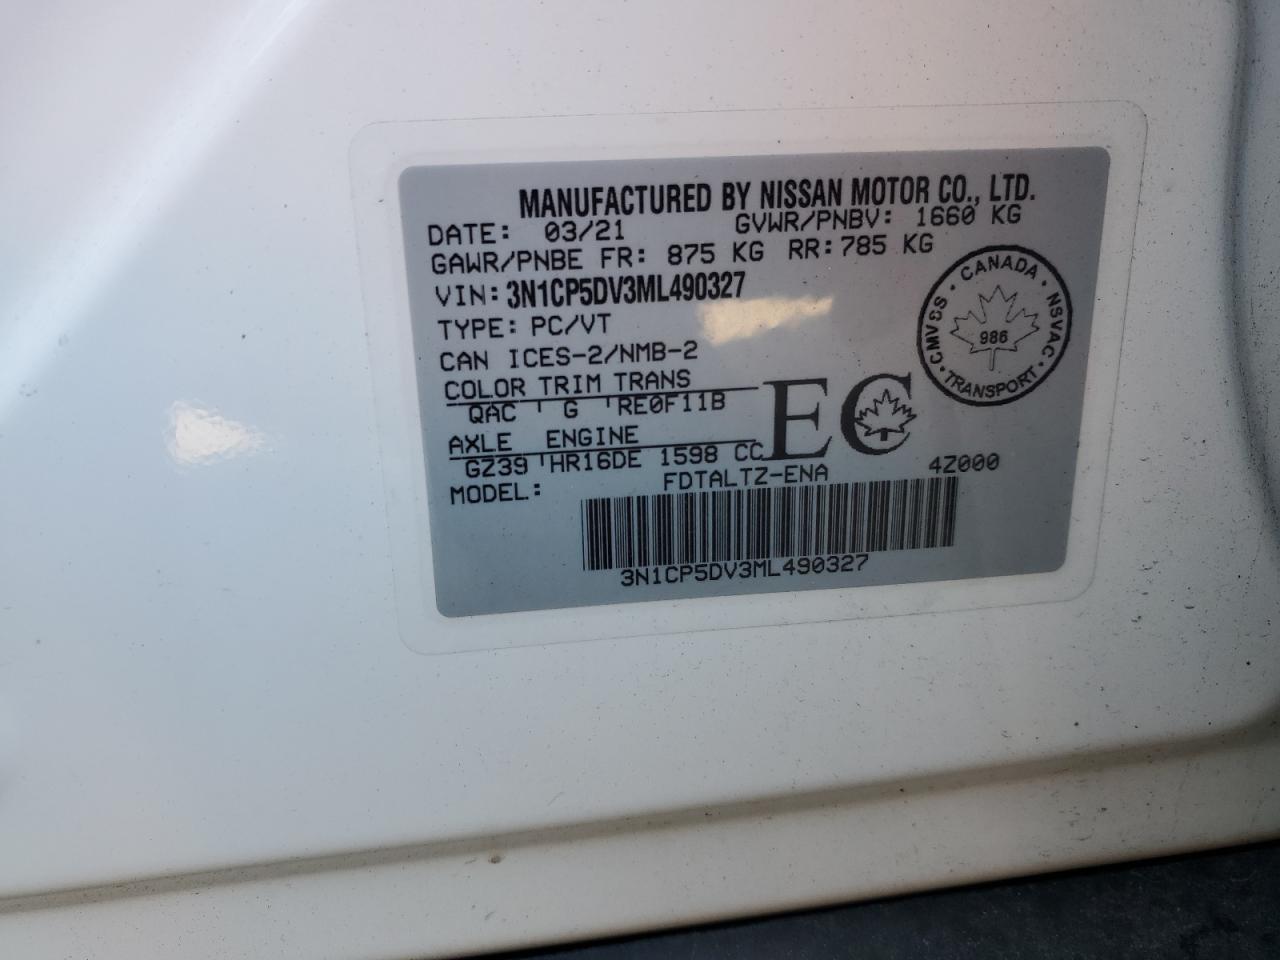 MANUFACTURED BY NISSAN MOTOR CO., LTD.
DATE: 03/21 GVWR/PNBV: 1660 KG
GAWR/PNBE FR: 875 KG RR: 785 KG
VIN: 3N1CP5DV3ML490327
TYPE: PC/VT
CAN ICES-2/NMB-2
COLOR TRIM TRANS
QAC G RE0F11B
AXLE ENGINE
GZ39 HR16DE 1598 CC
MODEL: FDTALTZ-ENA 4Z000
3N1CP5DV3ML490327
EC
CANADA · NSVAC · TRANSPORT · CMVSS ·
986